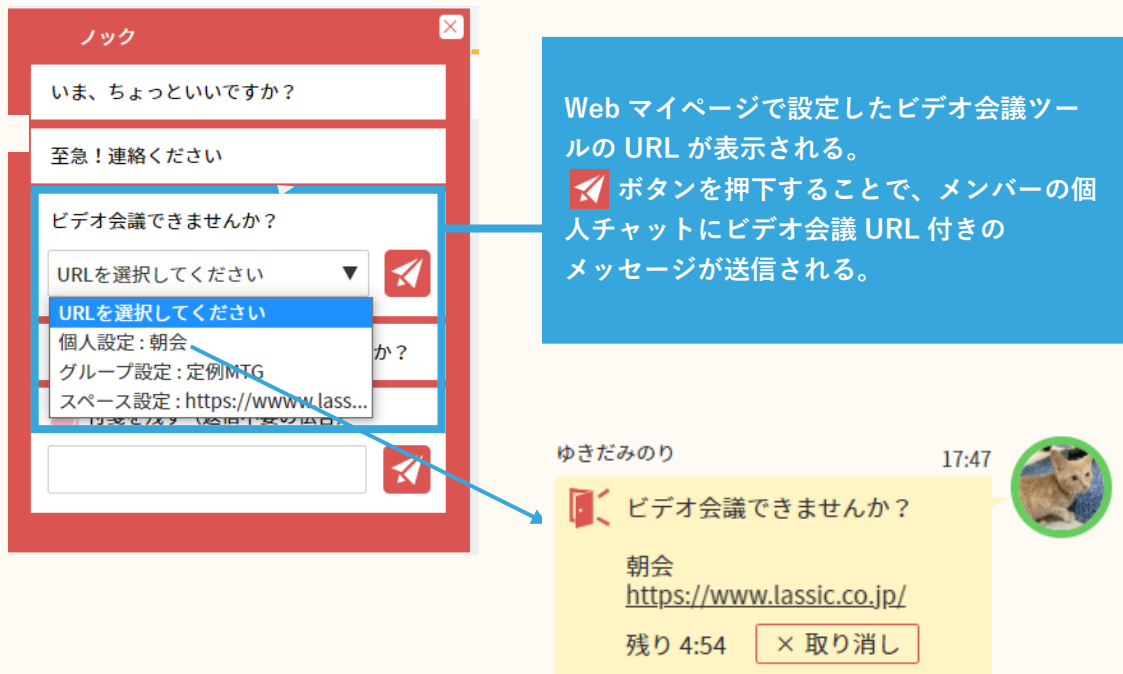 ノック
いま、ちょっといいですか？
至急！連絡ください
ビデオ会議できませんか？
URLを選択してください
URLを選択してください
個人設定 : 朝会
グループ設定 : 定例MTG
スペース設定 : https://wwww.lass...
か？
Web マイページで設定したビデオ会議ツー
ルの URL が表示される。
ボタンを押下することで、メンバーの個
人チャットにビデオ会議 URL 付きの
メッセージが送信される。
ゆきだみのり
17:47
ビデオ会議できませんか？
朝会
https://www.lassic.co.jp/
残り 4:54
× 取り消し